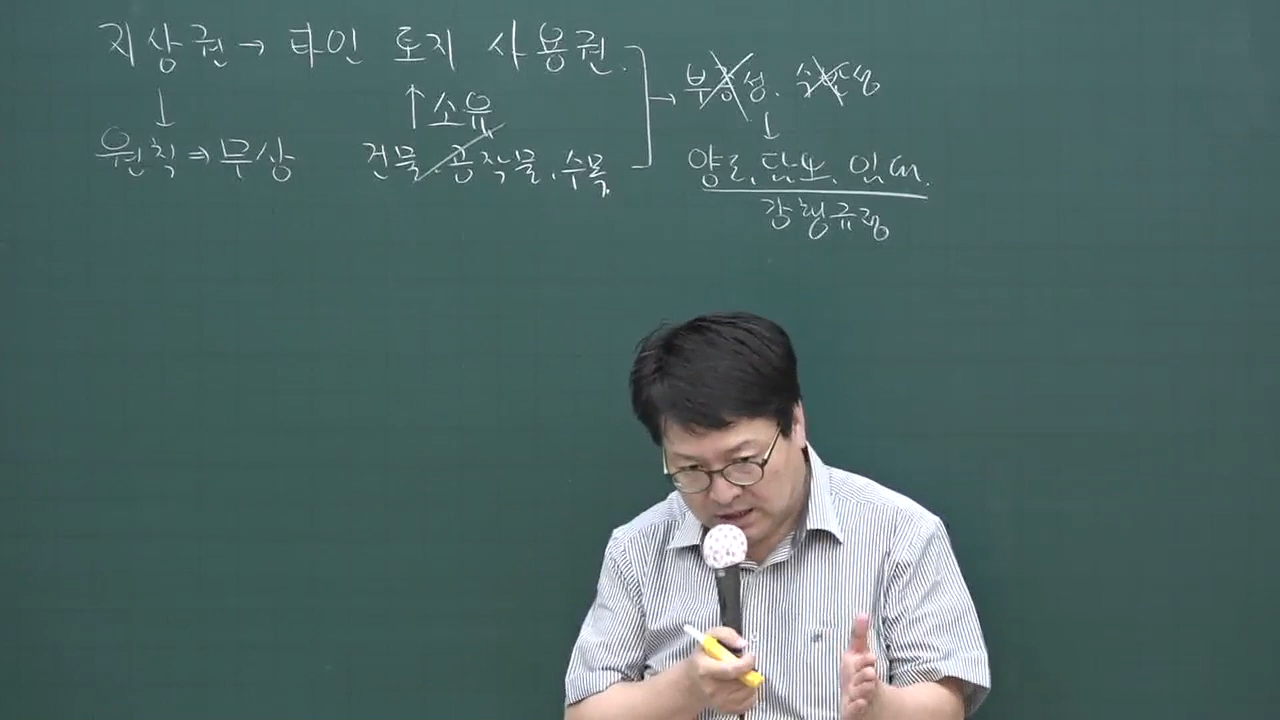 지상권 → 타인 토지 사용권.
↑ 소유
↓
원칙 ⇒ 무상
건물. 공작물. 수목
→ 부종성. 수반성
↓
양도, 담보, 임대.
강행규정